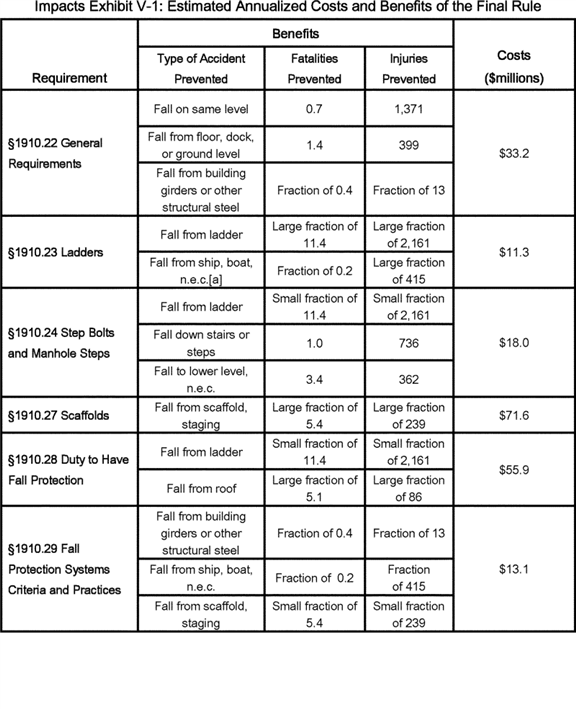 Impacts Exhibit V-1: Estimated Annualized Costs and Benefits of the Final Rule
Requirement
Benefits
Costs
($millions)
Type of Accident
Prevented
Fatalities
Prevented
Injuries
Prevented
§1910.22 General
Requirements
Fall on same level
0.7
1,371
$33.2
Fall from floor, dock,
or ground level
1.4
399
Fall from building
girders or other
structural steel
Fraction of 0.4
Fraction of 13
§1910.23 Ladders
Fall from ladder
Large fraction of
11.4
Large fraction
of 2,161
$11.3
Fall from ship, boat,
n.e.c.[a]
Fraction of 0.2
Large fraction
of 415
§1910.24 Step Bolts
and Manhole Steps
Fall from ladder
Small fraction of
11.4
Small fraction
of 2,161
$18.0
Fall down stairs or
steps
1.0
736
Fall to lower level,
n.e.c.
3.4
362
§1910.27 Scaffolds
Fall from scaffold,
staging
Large fraction of
5.4
Large fraction
of 239
$71.6
§1910.28 Duty to Have
Fall Protection
Fall from ladder
Small fraction of
11.4
Small fraction
of 2,161
$55.9
Fall from roof
Large fraction of
5.1
Large fraction
of 86
§1910.29 Fall
Protection Systems
Criteria and Practices
Fall from building
girders or other
structural steel
Fraction of 0.4
Fraction of 13
$13.1
Fall from ship, boat,
n.e.c.
Fraction of 0.2
Fraction
of 415
Fall from scaffold,
staging
Small fraction of
5.4
Small fraction
of 239